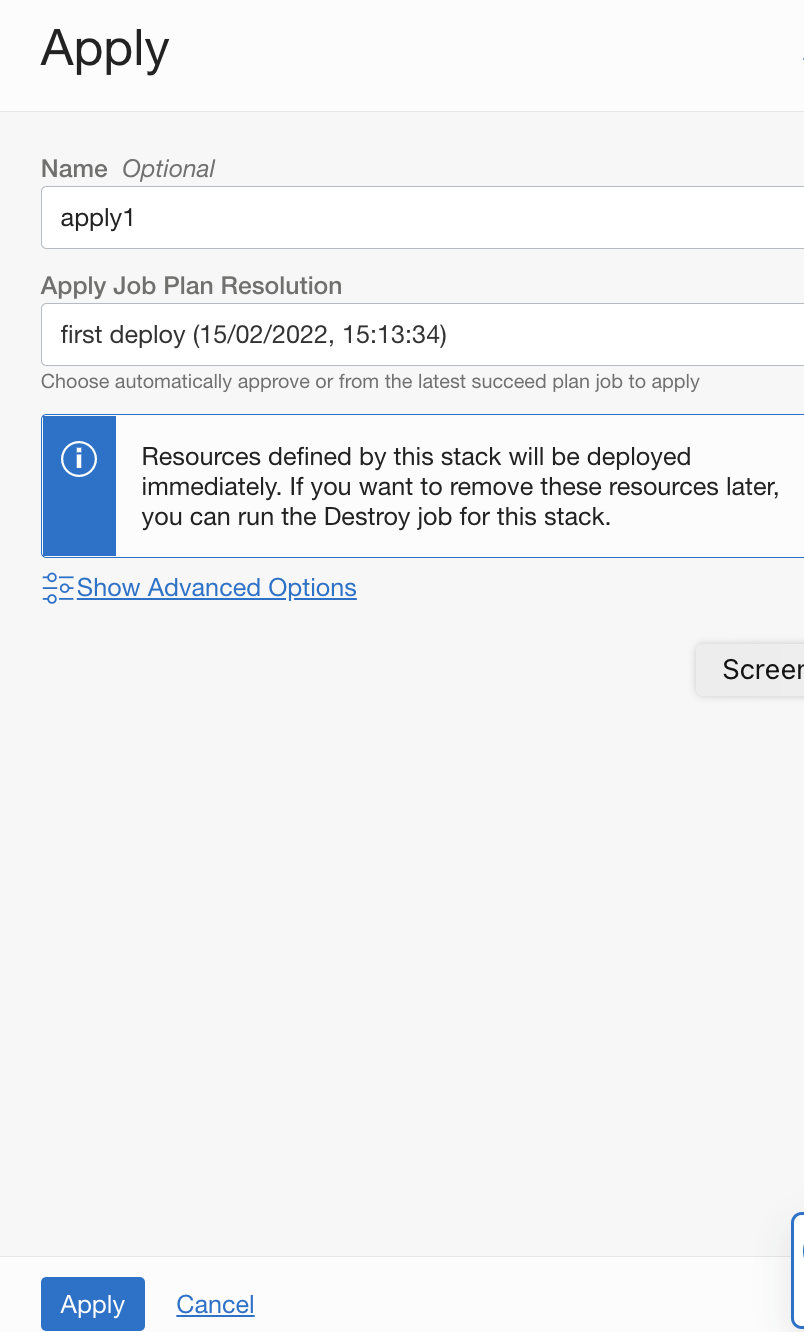 Apply
Name Optional
apply1
Apply Job Plan Resolution
first deploy (15/02/2022, 15:13:34)
Choose automatically approve or from the latest succeed plan job to apply
Resources defined by this stack will be deployed
immediately. If you want to remove these resources later,
you can run the Destroy job for this stack.
Show Advanced Options
Apply Cancel